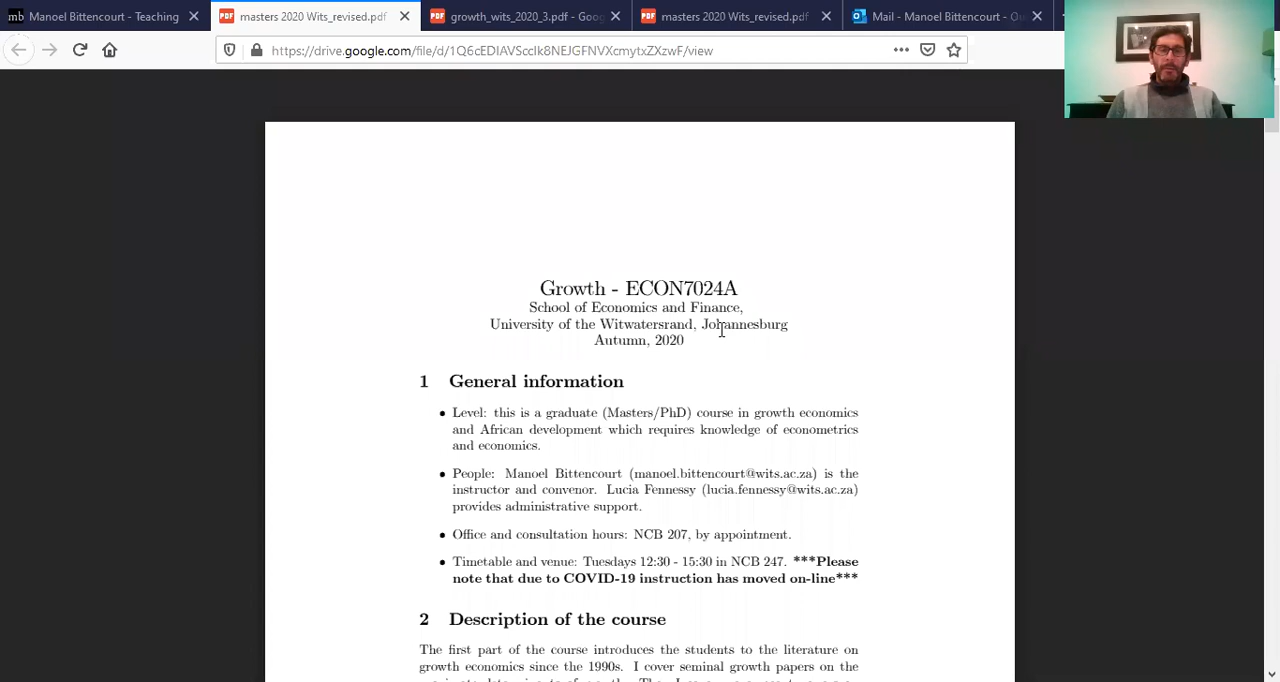 Manoel Bittencourt - Teaching
masters 2020 Wits_revised.pdf
growth_wits_2020_3.pdf - Goog
masters 2020 Wits_revised.pdf
Mail - Manoel Bittencourt - Ou
https://drive.google.com/file/d/1Q6cEDIAVSccIk8NEJGFNVXcmytxZXzwF/view
Growth - ECON7024A
School of Economics and Finance,
University of the Witwatersrand, Johannesburg
Autumn, 2020
1 General information
• Level: this is a graduate (Masters/PhD) course in growth economics
and African development which requires knowledge of econometrics
and economics.
• People: Manoel Bittencourt (manoel.bittencourt@wits.ac.za) is the
instructor and convenor. Lucia Fennessy (lucia.fennessy@wits.ac.za)
provides administrative support.
• Office and consultation hours: NCB 207, by appointment.
• Timetable and venue: Tuesdays 12:30 - 15:30 in NCB 247. ***Please
note that due to COVID-19 instruction has moved on-line***
2 Description of the course
The first part of the course introduces the students to the literature on
growth economics since the 1990s. I cover seminal growth papers on the